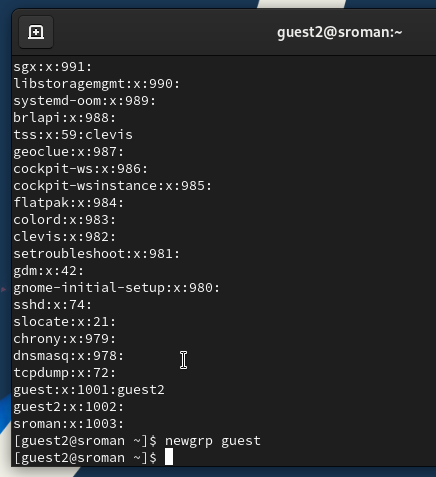 guest2@sroman:~
sgx:x:991:
libstoragemgmt:x:990:
systemd-oom:x:989:
brlapi:x:988:
tss:x:59:clevis
geoclue:x:987:
cockpit-ws:x:986:
cockpit-wsinstance:x:985:
flatpak:x:984:
colord:x:983:
clevis:x:982:
setroubleshoot:x:981:
gdm:x:42:
gnome-initial-setup:x:980:
sshd:x:74:
slocate:x:21:
chrony:x:979:
dnsmasq:x:978:
tcpdump:x:72:
guest:x:1001:guest2
guest2:x:1002:
sroman:x:1003:
[guest2@sroman ~]$ newgrp guest
[guest2@sroman ~]$